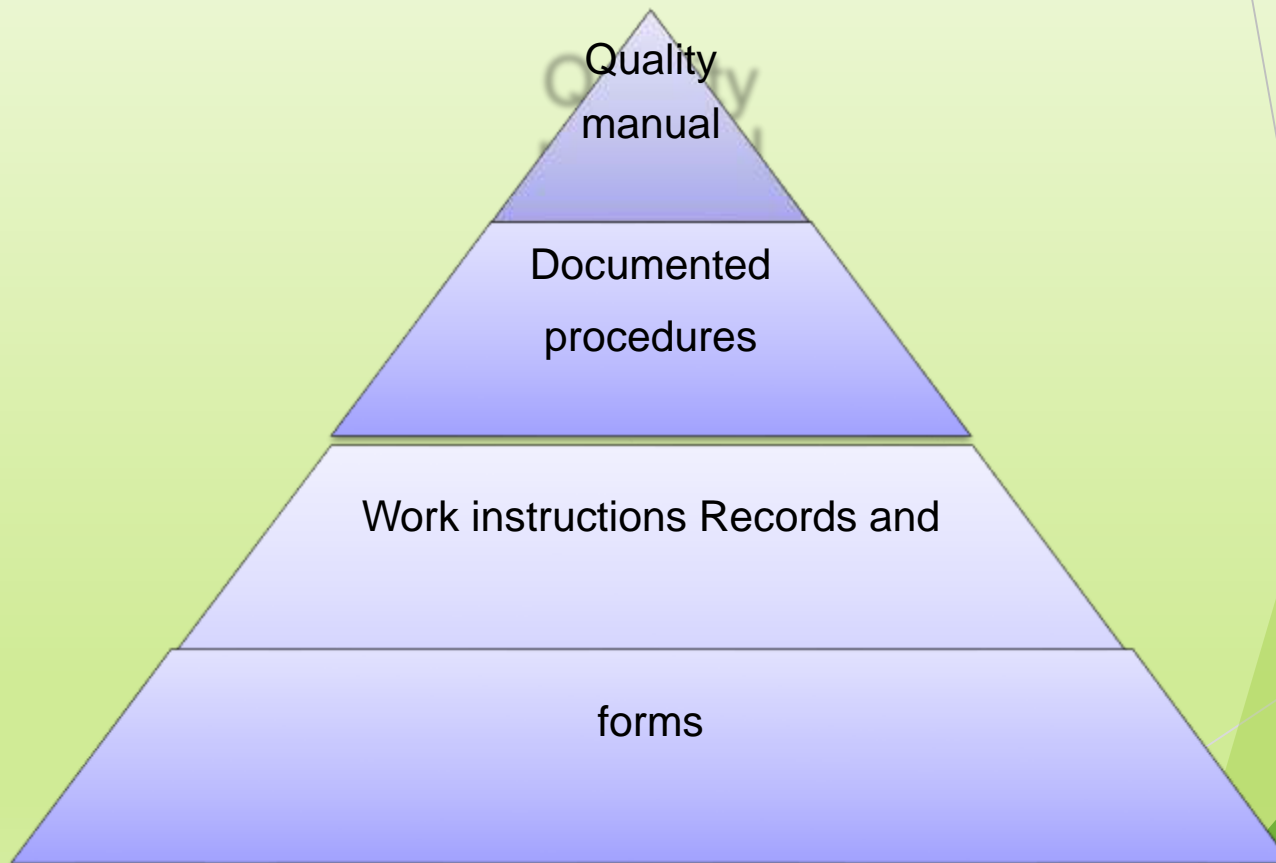 Quality
manual
Documented
procedures
Work instructions Records and
forms